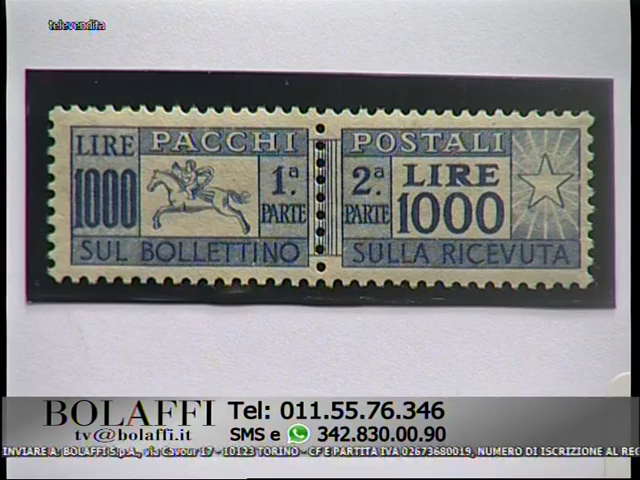 televendita
LIRE PACCHI POSTALI
1000 1ª PARTE 2ª PARTE LIRE 1000
SUL BOLLETTINO SULLA RICEVUTA
BOLAFFI Tel: 011.55.76.346
tv@bolaffi.it SMS e 342.830.00.90
INVIARE A: BOLAFFI S.p.A., via Cavour 17 - 10123 TORINO - CF E PARTITA IVA 02673680019, NUMERO DI ISCRIZIONE AL REG